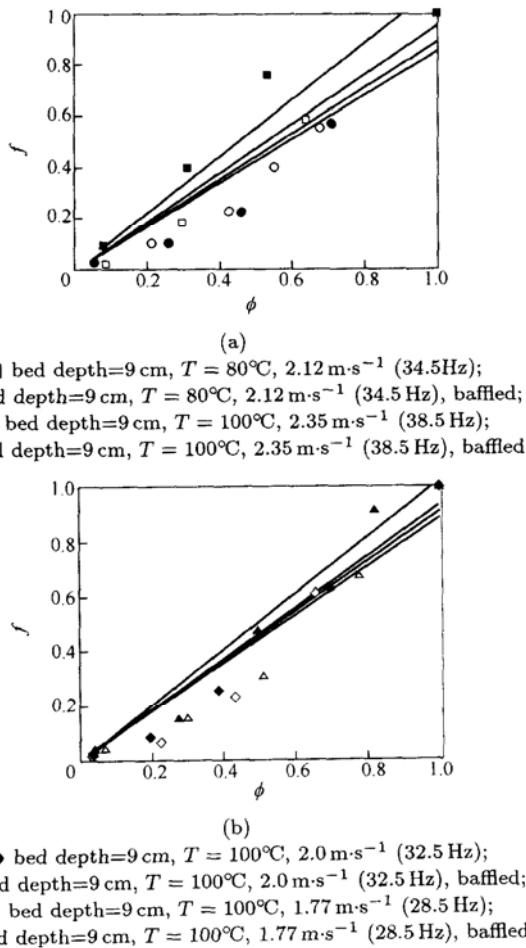 1 0
0.8
0.6
f
0.4
0.2
0
0.2
0.4
0.6
0.8
1.0
ϕ
(a)
bed depth=9 cm, T = 80°C, 2.12 m·s⁻¹ (34.5Hz);
depth=9 cm, T = 80°C, 2.12 m·s⁻¹ (34.5 Hz), baffled;
bed depth=9 cm, T = 100°C, 2.35 m·s⁻¹ (38.5 Hz);
depth=9 cm, T = 100°C, 2.35 m·s⁻¹ (38.5 Hz), baffled
1.0
0.8
0.6
f
0.4
0.2
0
0.2
0.4
0.6
0.8
1.0
ϕ
(b)
◆ bed depth=9 cm, T = 100°C, 2.0 m·s⁻¹ (32.5 Hz);
depth=9 cm, T = 100°C, 2.0 m·s⁻¹ (32.5 Hz), baffled;
bed depth=9 cm, T = 100°C, 1.77 m·s⁻¹ (28.5 Hz);
depth=9 cm, T = 100°C, 1.77 m·s⁻¹ (28.5 Hz), baffled